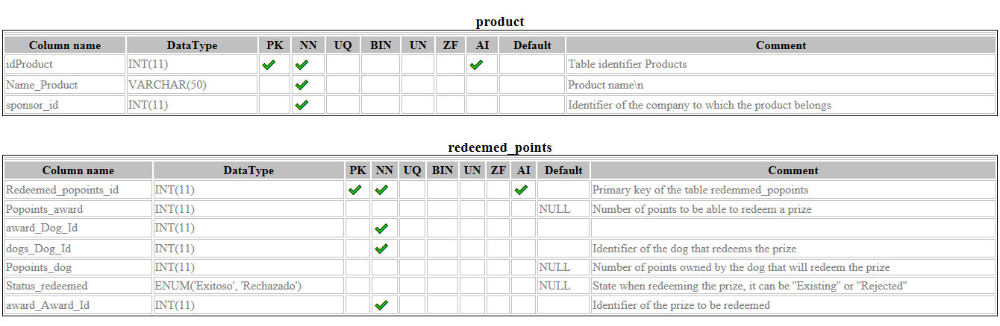 product
Column name DataType PK NN UQ BIN UN ZF AI Default Comment
idProduct INT(11) Table identifier Products
Name_Product VARCHAR(50) Product name\n
sponsor_id INT(11) Identifier of the company to which the product belongs
redeemed_points
Column name DataType PK NN UQ BIN UN ZF AI Default Comment
Redeemed_popoints_id INT(11) Primary key of the table redemmed_popoints
Popoints_award INT(11) NULL Number of points to be able to redeem a prize
award_Dog_Id INT(11)
dogs_Dog_Id INT(11) Identifier of the dog that redeems the prize
Popoints_dog INT(11) NULL Number of points owned by the dog that will redeem the prize
Status_redeemed ENUM('Exitoso', 'Rechazado') NULL State when redeeming the prize, it can be "Existing" or "Rejected"
award_Award_Id INT(11) Identifier of the prize to be redeemed